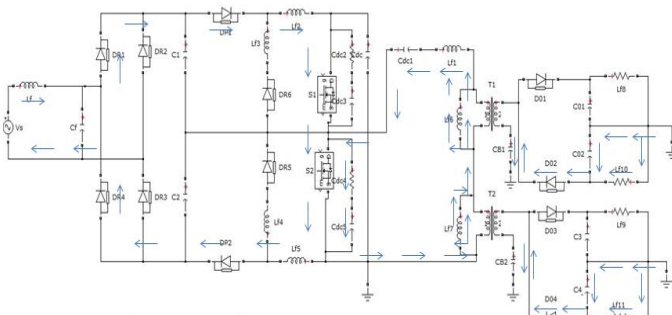 DR1
DR2
C1
DP1
Lf2
Lf3
Cdc2
Cdc
S1
Cdc3
DR6
Cdc1
Lf1
T1
D01
Lf8
C01
Lf
Vs
Cf
Lf6
CB1
C02
D02
Lf10
DR5
S2
Cdc4
DR4
DR3
C2
Lf4
Cdc5
DP2
Lf5
T2
Lf7
D03
Lf9
C3
CB2
C4
D04
Lf11